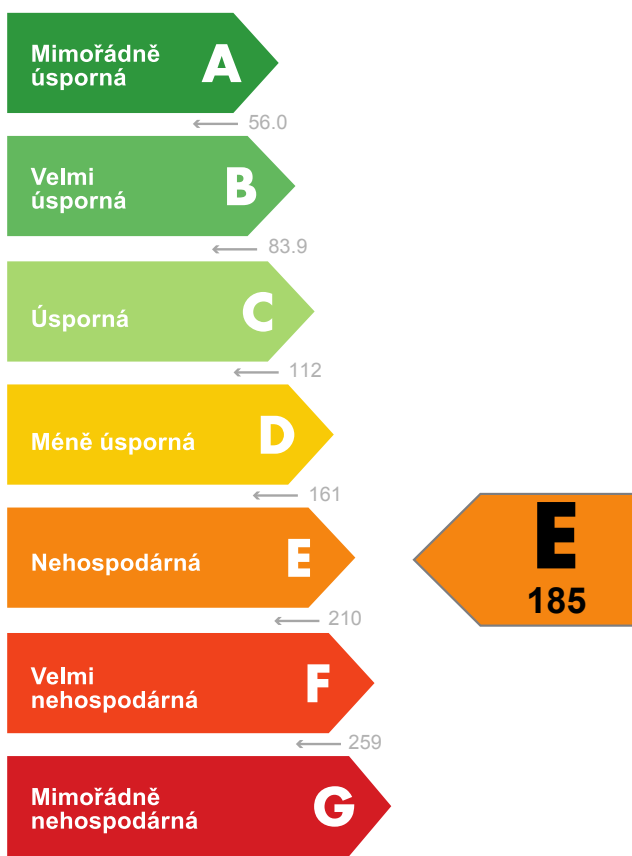 Mimořádně
úsporná
A
56.0
Velmi
úsporná
B
83.9
Úsporná
C
112
Méně úsporná
D
161
Nehospodárná
E
E
185
210
Velmi
nehospodárná
F
259
Mimořádně
nehospodárná
G